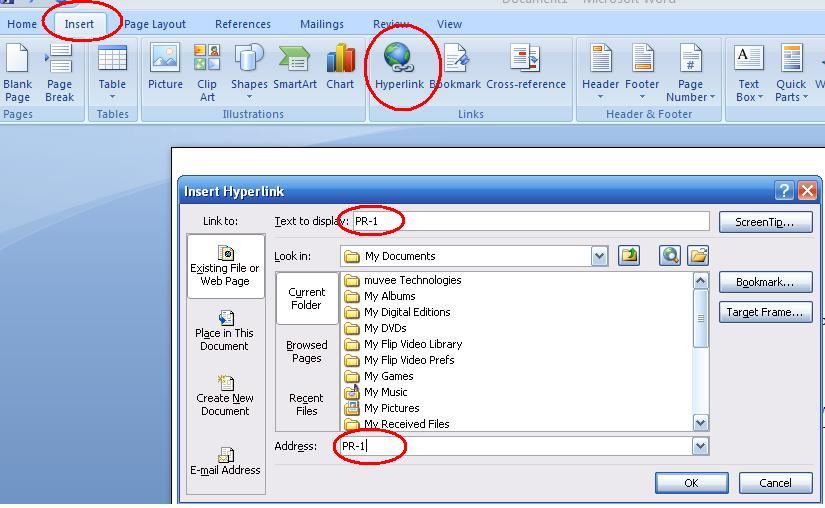 Document1 - Microsoft Word
Home Insert Page Layout References Mailings Review View
Blank Page
Page Break
Table
Picture
Clip Art
Shapes
SmartArt
Chart
Hyperlink
Bookmark
Cross-reference
Header
Footer
Page Number
Text Box
Quick Parts
Pages Tables Illustrations Links Header & Footer
Insert Hyperlink
Link to:
Text to display: PR-1
ScreenTip...
Existing File or
Web Page
Look in: My Documents
Place in This
Document
Create New
Document
E-mail Address
Current
Folder
Browsed
Pages
Recent
Files
muvee Technologies
My Albums
My Digital Editions
My DVDs
My Flip Video Library
My Flip Video Prefs
My Games
My Music
My Pictures
My Received Files
Bookmark...
Target Frame...
Address: PR-1
OK Cancel